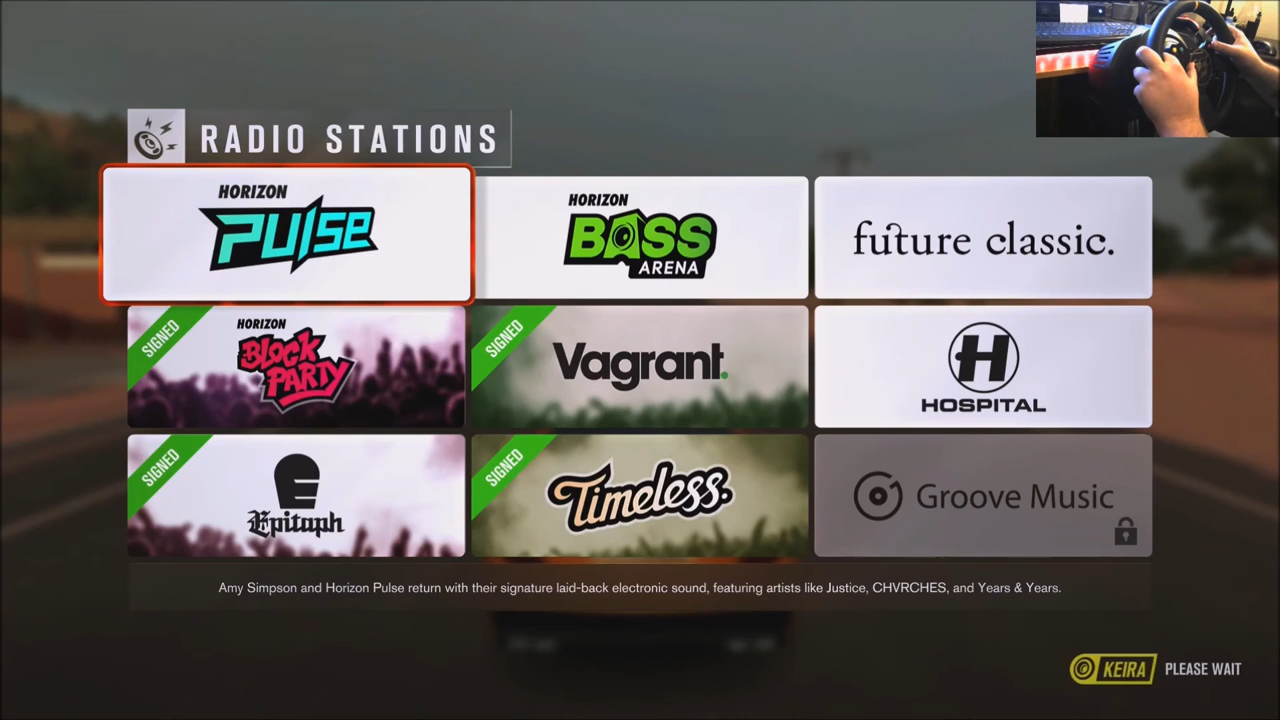 RADIO STATIONS
HORIZON
PULSE
HORIZON
BASS
ARENA
future classic.
SIGNED
HORIZON
BLOCK
PARTY
SIGNED
Vagrant.
H
HOSPITAL
SIGNED
E
Epitaph
SIGNED
Timeless.
Groove Music
Amy Simpson and Horizon Pulse return with their signature laid-back electronic sound, featuring artists like Justice, CHVRCHES, and Years & Years.
KEIRA PLEASE WAIT